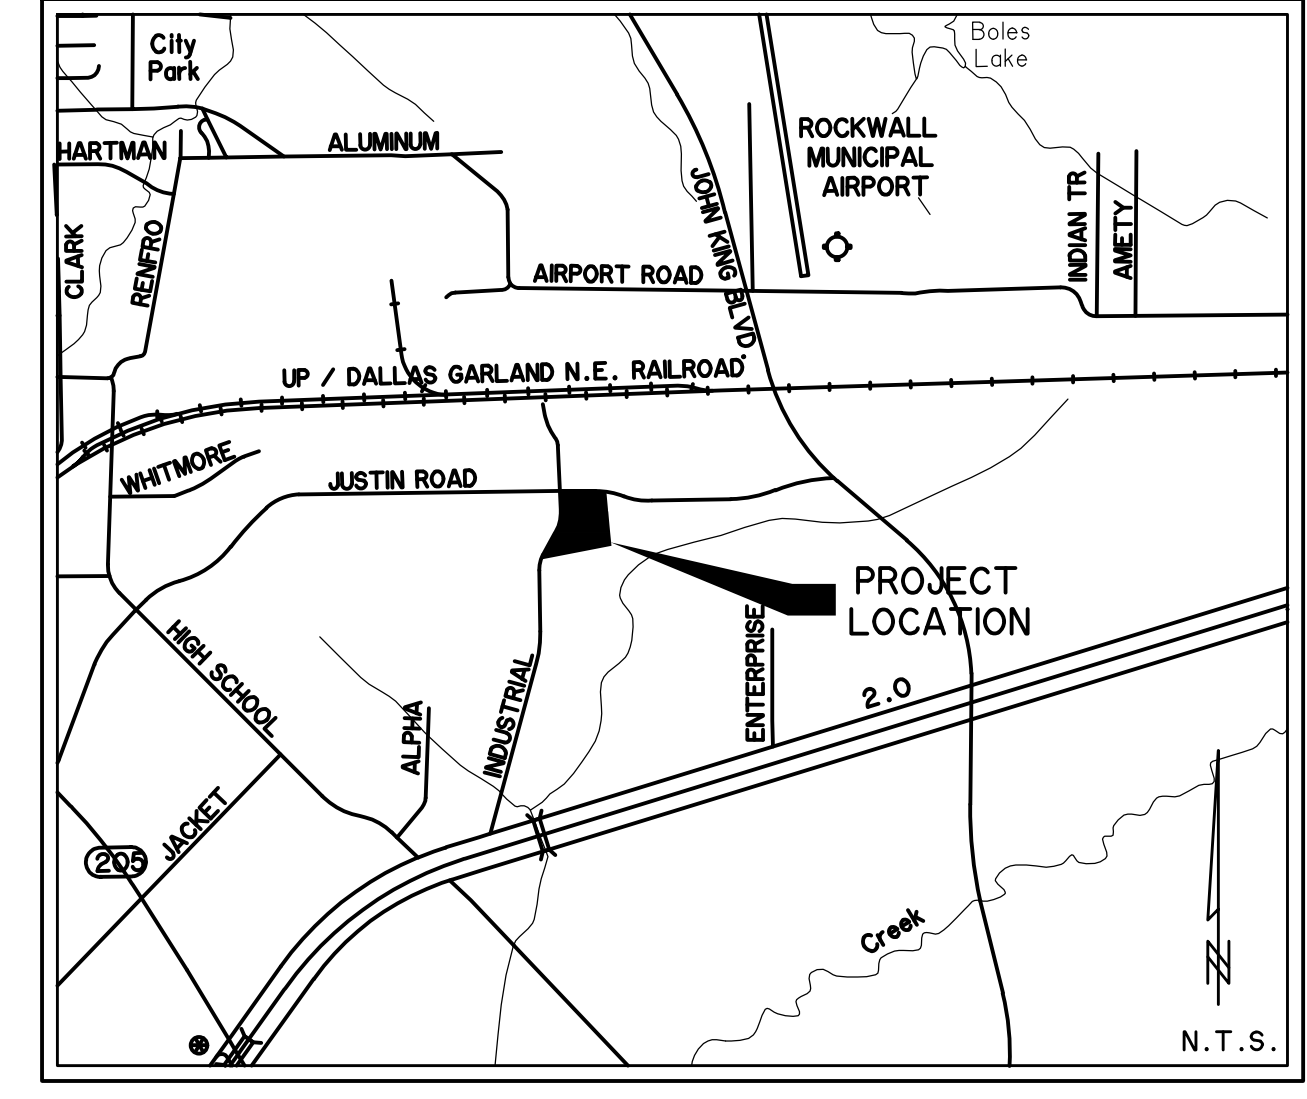 City
Park
Boles
Lake
HARTMAN
ALUMINUM
ROCKWALL
MUNICIPAL
AIRPORT
JOHN KING BLVD.
INDIAN TR
AMETY
CLARK
RENFRO
AIRPORT ROAD
UP / DALLAS GARLAND N.E. RAILROAD
WHITMORE
JUSTIN ROAD
PROJECT
LOCATION
HIGH SCHOOL
ALPHA
INDUSTRIAL
ENTERPRISE
2.0
JACKET
205
Creek
N
N.T.S.